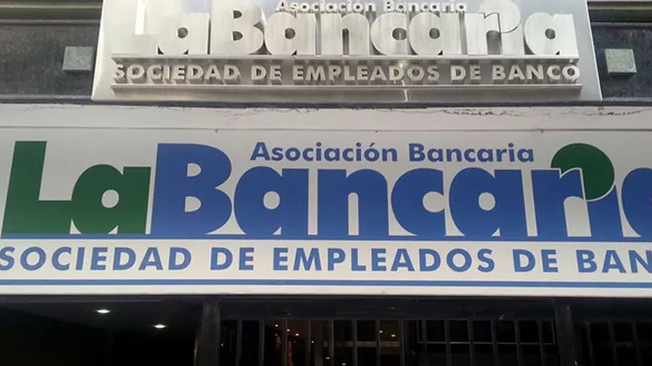 Asociación Bancaria
LaBancaria
SOCIEDAD DE EMPLEADOS DE BANCO
Asociación Bancaria
LaBancaria
SOCIEDAD DE EMPLEADOS DE BAN